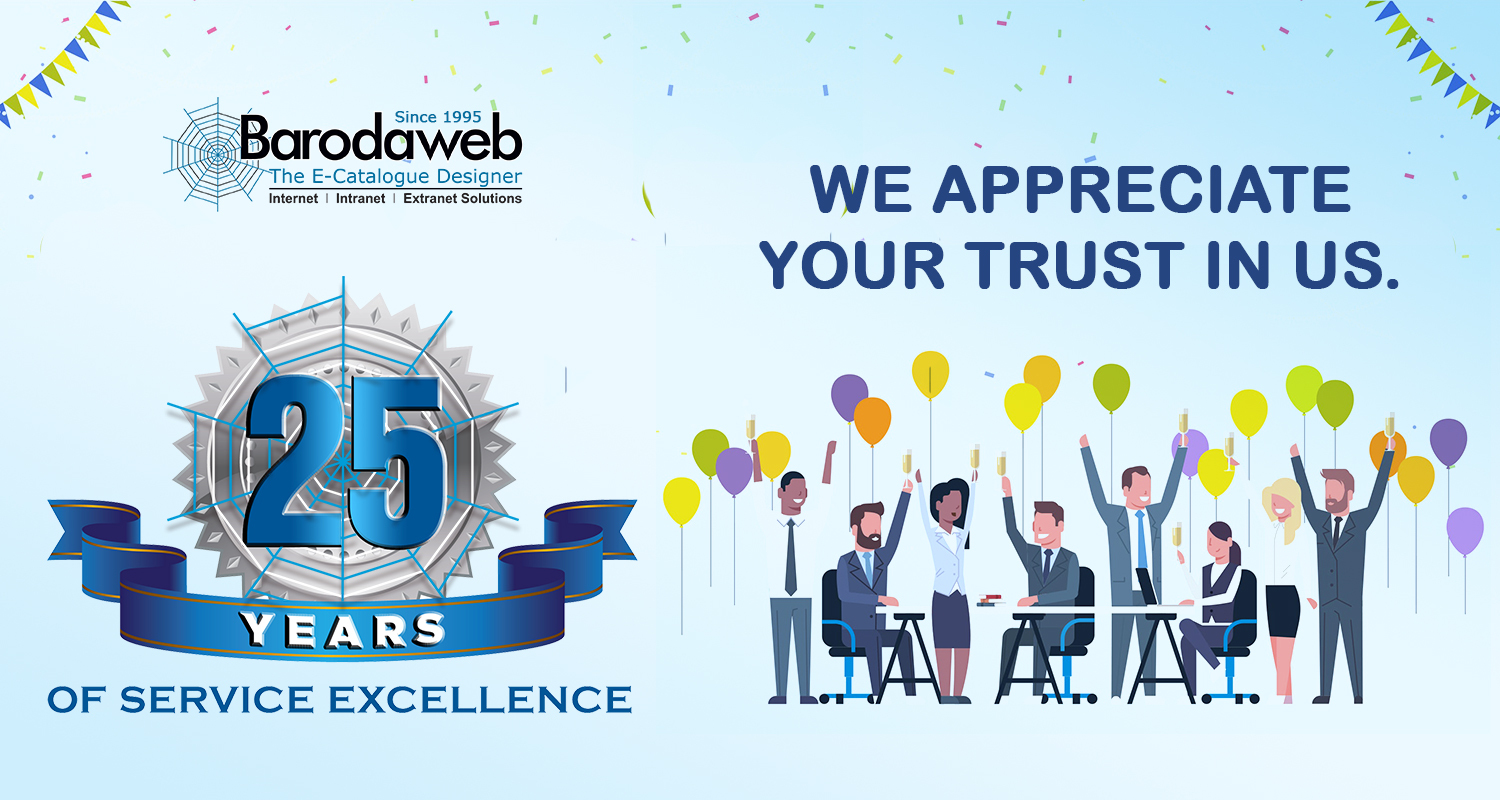 Since 1995
Barodaweb
The E-Catalogue Designer
Internet | Intranet | Extranet Solutions
WE APPRECIATE
YOUR TRUST IN US.
25
YEARS
OF SERVICE EXCELLENCE